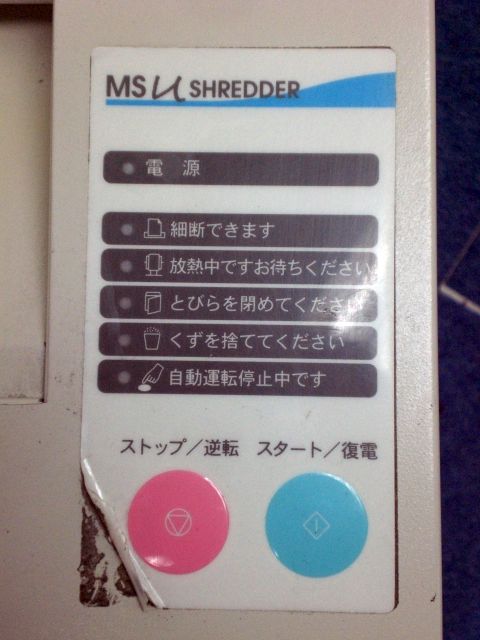 MSμ SHREDDER
電 源
細断できます
放熱中ですお待ちください
とびらを閉めてください
くずを捨ててください
自動運転停止中です
ストップ/逆転 スタート/復電